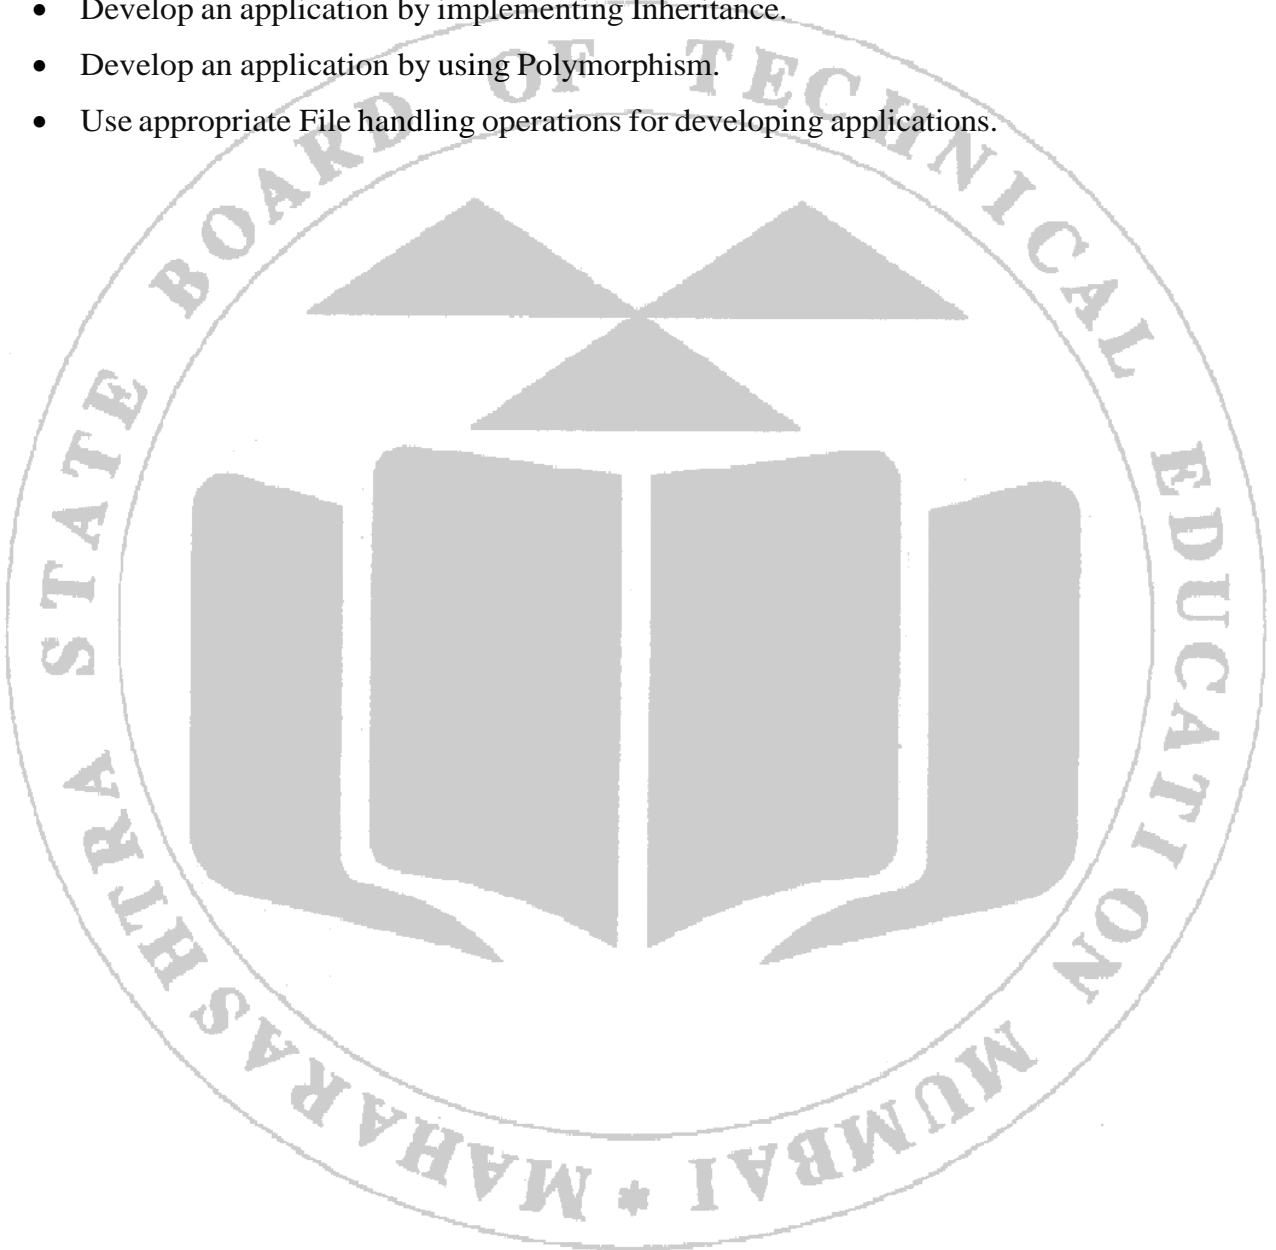 • Develop an application by implementing Inheritance.
• Develop an application by using Polymorphism.
• Use appropriate File handling operations for developing applications.
MAHARASHTRA STATE BOARD OF TECHNICAL EDUCATION MUMBAI *